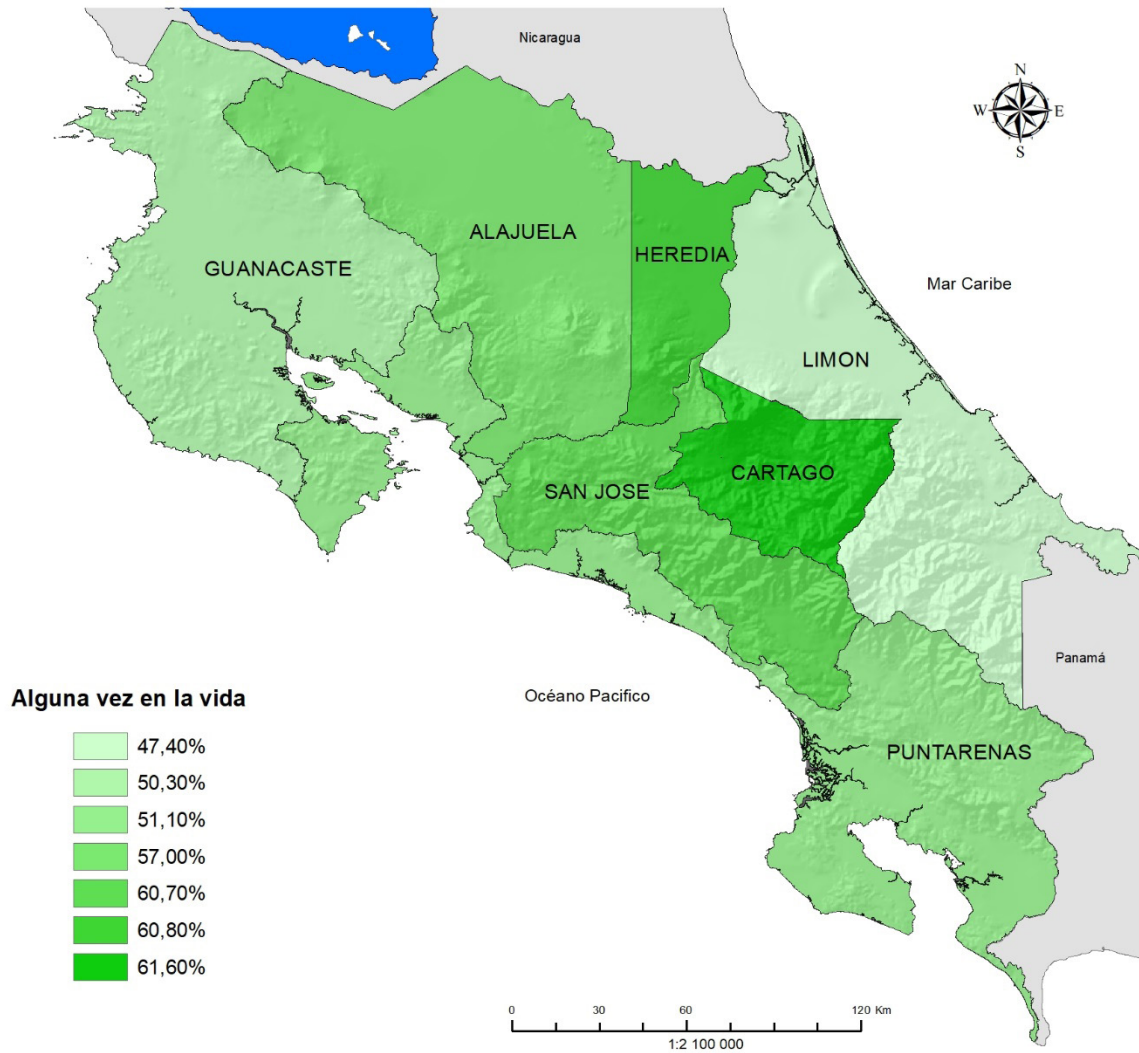 Nicaragua
N
W E
S
ALAJUELA
HEREDIA
GUANACASTE
Mar Caribe
LIMON
CARTAGO
SAN JOSE
Panamá
Océano Pacifico
PUNTARENAS
Alguna vez en la vida
47,40%
50,30%
51,10%
57,00%
60,70%
60,80%
61,60%
0 30 60 120 Km
1:2 100 000